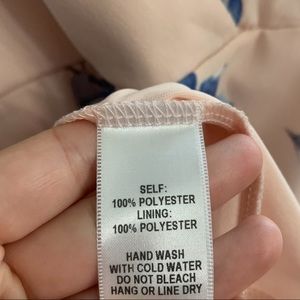 SELF:
100% POLYESTER
LINING:
100% POLYESTER
HAND WASH
WITH COLD WATER
DO NOT BLEACH
HANG OR LINE DRY